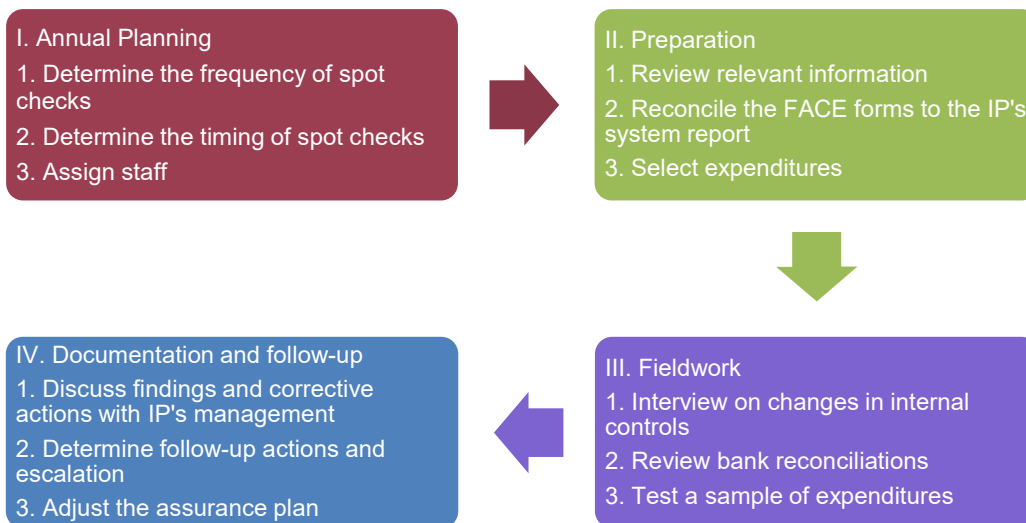 I. Annual Planning
1. Determine the frequency of spot
checks
2. Determine the timing of spot checks
3. Assign staff
II. Preparation
1. Review relevant information
2. Reconcile the FACE forms to the IP's
system report
3. Select expenditures
III. Fieldwork
1. Interview on changes in internal
controls
2. Review bank reconciliations
3. Test a sample of expenditures
IV. Documentation and follow-up
1. Discuss findings and corrective
actions with IP's management
2. Determine follow-up actions and
escalation
3. Adjust the assurance plan